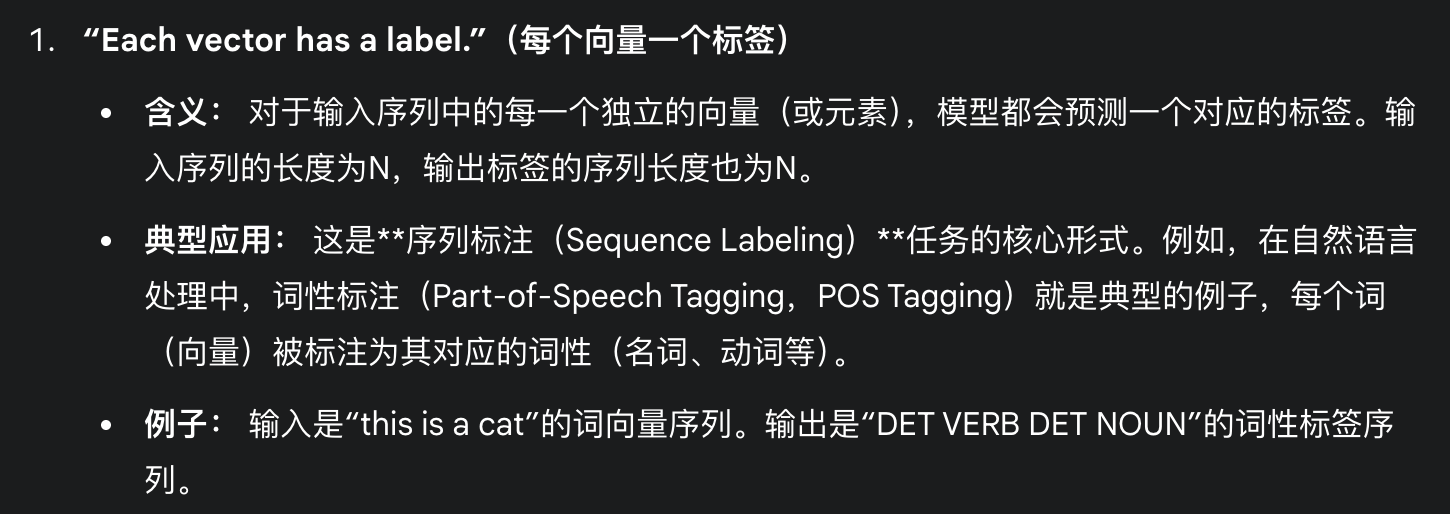 1. “Each vector has a label.”（每个向量一个标签）
• 含义： 对于输入序列中的每一个独立的向量（或元素），模型都会预测一个对应的标签。输
入序列的长度为N，输出标签的序列长度也为N。
• 典型应用： 这是**序列标注（Sequence Labeling）**任务的核心形式。例如，在自然语言
处理中，词性标注（Part-of-Speech Tagging，POS Tagging）就是典型的例子，每个词
（向量）被标注为其对应的词性（名词、动词等）。
• 例子： 输入是“this is a cat”的词向量序列。输出是“DET VERB DET NOUN”的词性标签序
列。